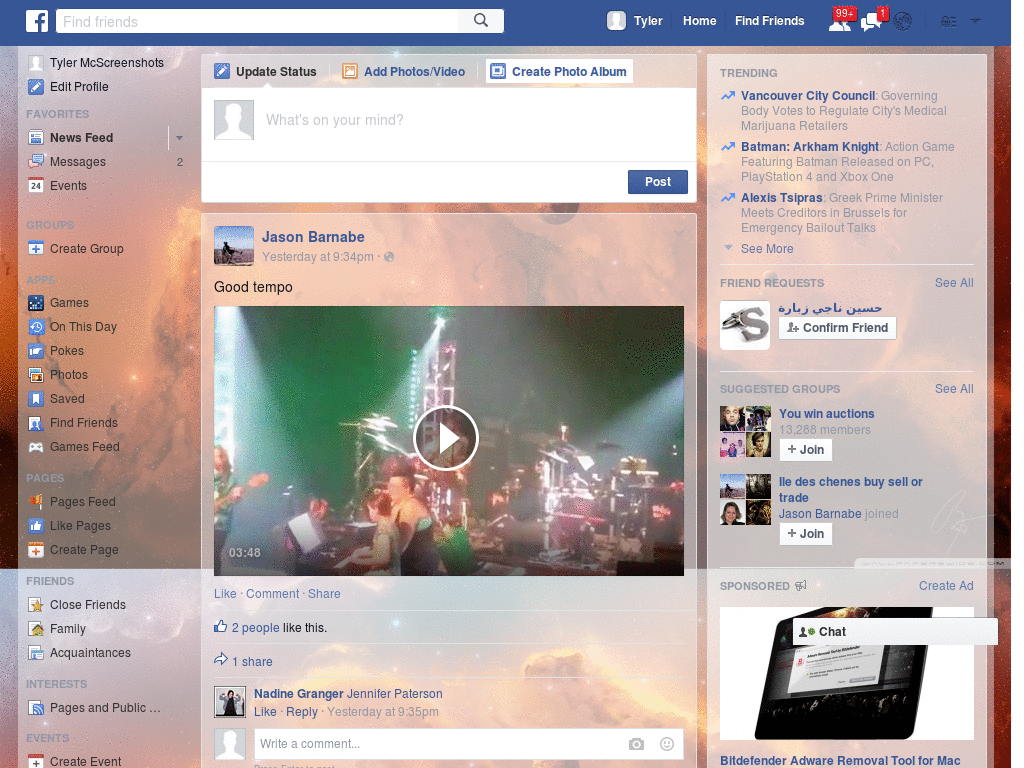 Find friends
Tyler
Home
Find Friends
99+
1
Tyler McScreenshots
Edit Profile
FAVORITES
News Feed
Messages 2
24 Events
GROUPS
Create Group
APPS
Games
On This Day
Pokes
Photos
Saved
Find Friends
Games Feed
PAGES
Pages Feed
Like Pages
Create Page
FRIENDS
Close Friends
Family
Acquaintances
INTERESTS
Pages and Public ...
EVENTS
Create Event
Update Status
Add Photos/Video
Create Photo Album
What's on your mind?
Post
Jason Barnabe
Yesterday at 9:34pm ·
Good tempo
03:48
Like · Comment · Share
2 people like this.
1 share
Nadine Granger Jennifer Paterson
Like · Reply · Yesterday at 9:35pm
Write a comment...
TRENDING
Vancouver City Council: Governing
Body Votes to Regulate City's Medical
Marijuana Retailers
Batman: Arkham Knight: Action Game
Featuring Batman Released on PC,
PlayStation 4 and Xbox One
Alexis Tsipras: Greek Prime Minister
Meets Creditors in Brussels for
Emergency Bailout Talks
See More
FRIEND REQUESTS See All
حسين ناجي زبارة
Confirm Friend
SUGGESTED GROUPS See All
You win auctions
13,288 members
+ Join
Ile des chenes buy sell or
trade
Jason Barnabe joined
+ Join
SPONSORED Create Ad
Chat
Bitdefender Adware Removal Tool for Mac